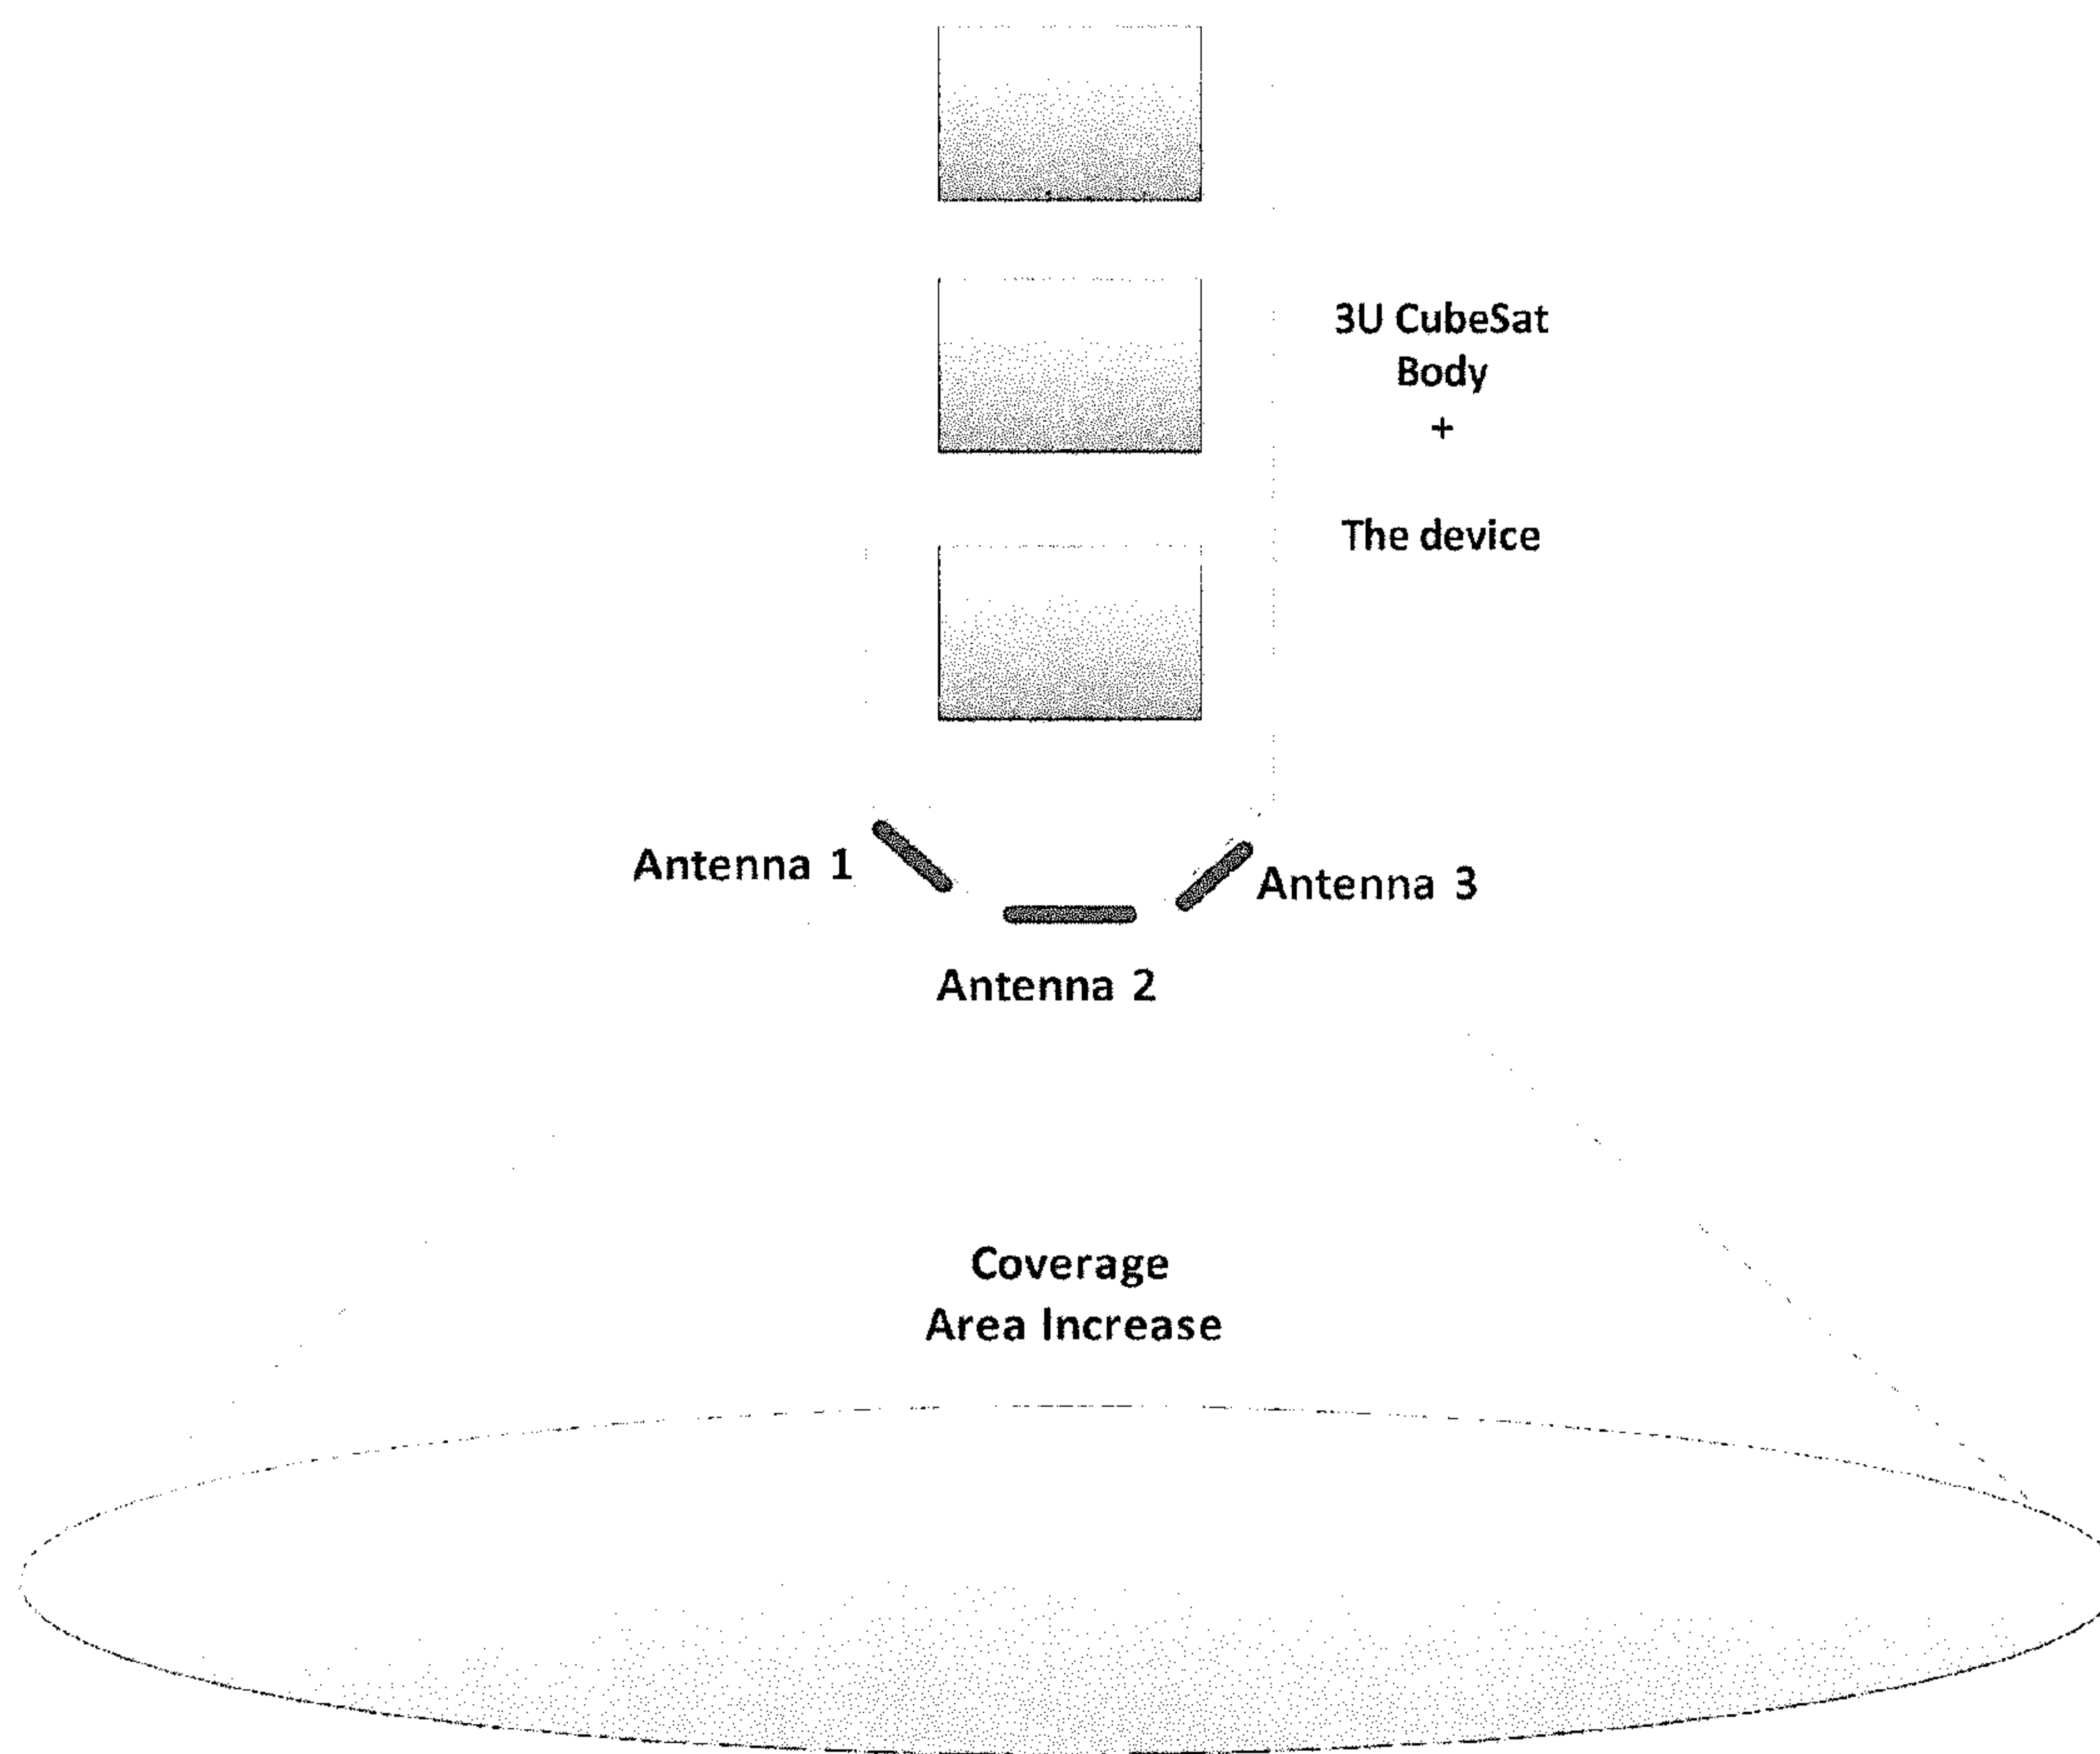 3U CubeSat
Body
+
The device
Antenna 1
Antenna 3
Antenna 2
Coverage
Area Increase